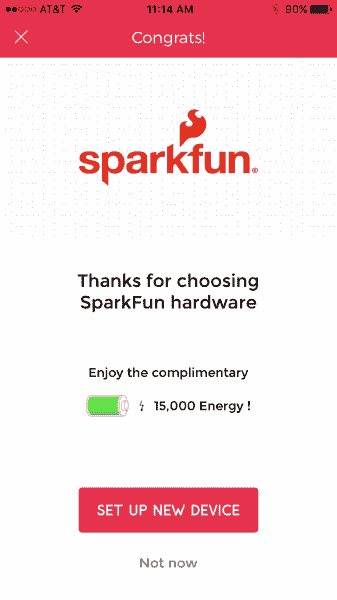 AT&T 11:14 AM 90%
Congrats!
sparkfun®
Thanks for choosing
SparkFun hardware
Enjoy the complimentary
15,000 Energy !
SET UP NEW DEVICE
Not now